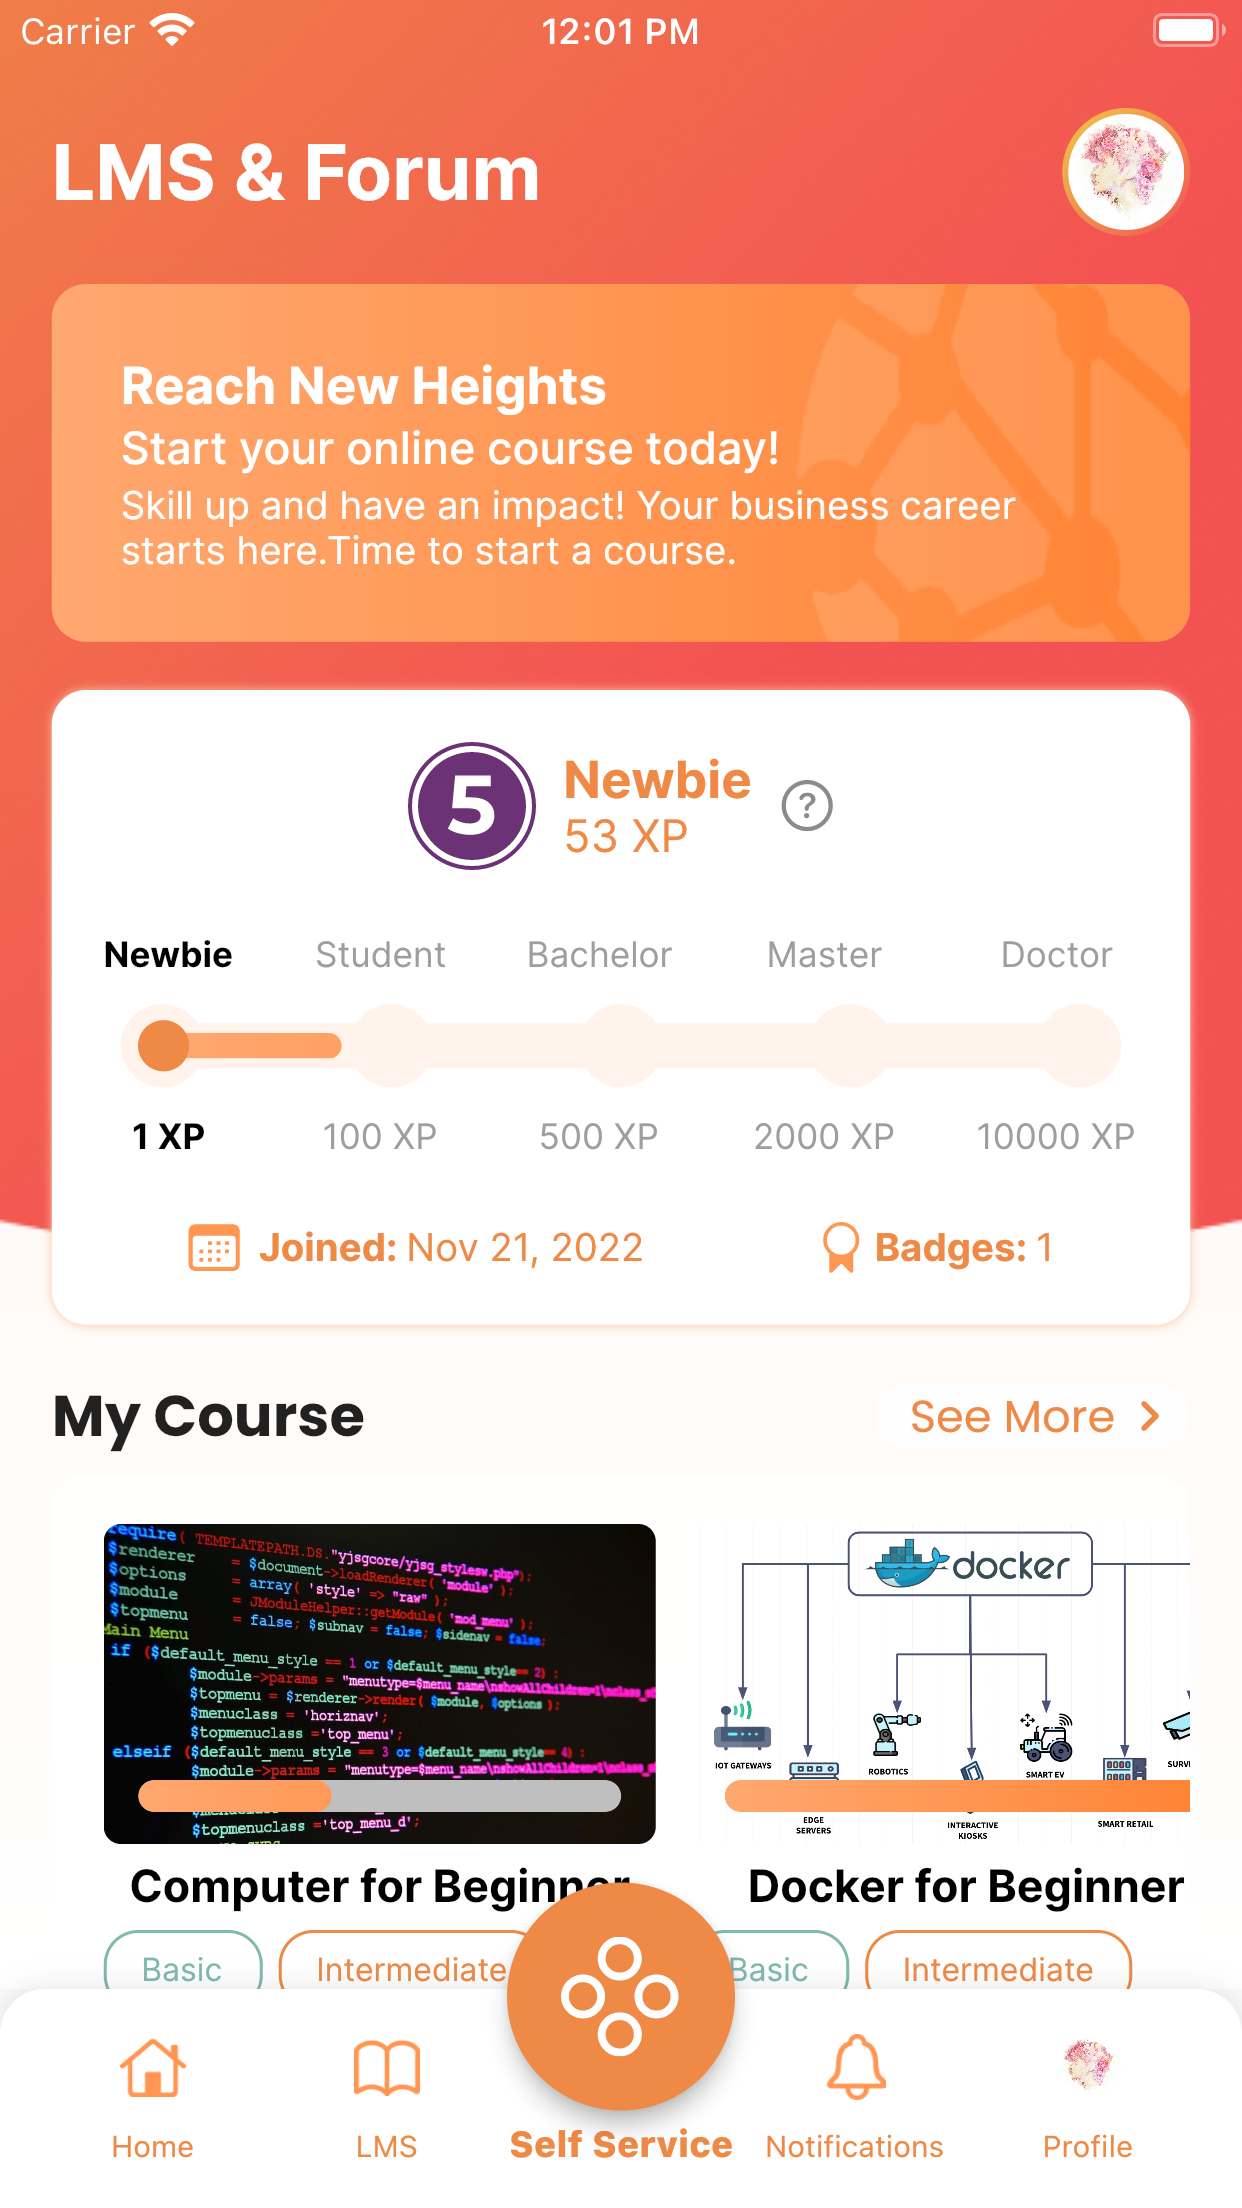 Carrier
12:01 PM
LMS & Forum
Reach New Heights
Start your online course today!
Skill up and have an impact! Your business career
starts here.Time to start a course.
5
Newbie
53 XP
Newbie Student Bachelor Master Doctor
1 XP 100 XP 500 XP 2000 XP 10000 XP
Joined: Nov 21, 2022
Badges: 1
My Course
See More
equire( TEMPLATEPATH.DS."yjsgcore/yjsg_stylesw.php");
$renderer = $document->loadRenderer( 'module' );
$options = array( 'style' => "raw" );
$module = JModuleHelper::getModule( 'mod_menu' );
$topmenu = false; $subnav = false; $sidenav = false;
Main Menu
if ($default_menu_style == 1 or $default_menu_style== 2) :
$module->params = "menutype=$menu_name\nshowAllChildren=1\nclass_
$topmenu = $renderer->render( $module, $options );
$menuclass = 'horiznav';
$topmenuclass ='top_menu';
elseif ($default_menu_style == 3 or $default_menu_style== 4) :
$module->params = "menutype=$menu_name\nshowAllChildren=1\nclass_
$topmenuclass ='top_menu_d';
docker
IOT GATEWAYS
ROBOTICS
SMART EV
SURVI
EDGE
SERVERS
INTERACTIVE
KIOSKS
SMART RETAIL
Computer for Beginner
Docker for Beginner
Basic
Intermediate
Basic
Intermediate
Home
LMS
Self Service
Notifications
Profile